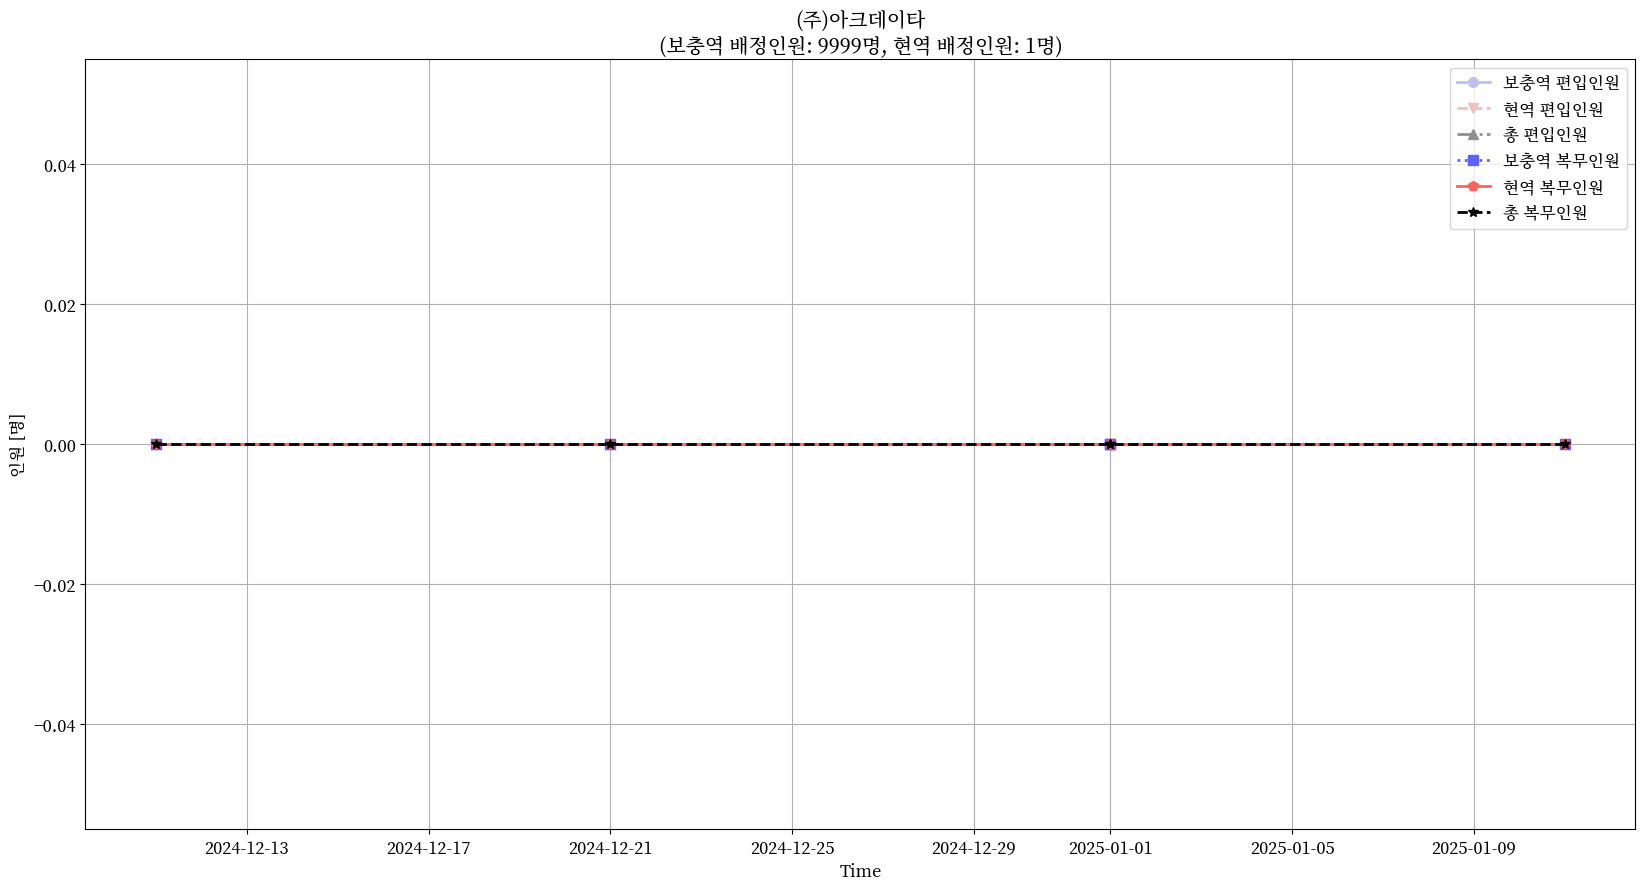 (주)아크데이타
(보충역 배정인원: 9999명, 현역 배정인원: 1명)
보충역 편입인원
현역 편입인원
총 편입인원
보충역 복무인원
현역 복무인원
총 복무인원
0.04
0.02
0.00
−0.02
−0.04
인원 [명]
2024-12-13 2024-12-17 2024-12-21 2024-12-25 2024-12-29 2025-01-01 2025-01-05 2025-01-09
Time